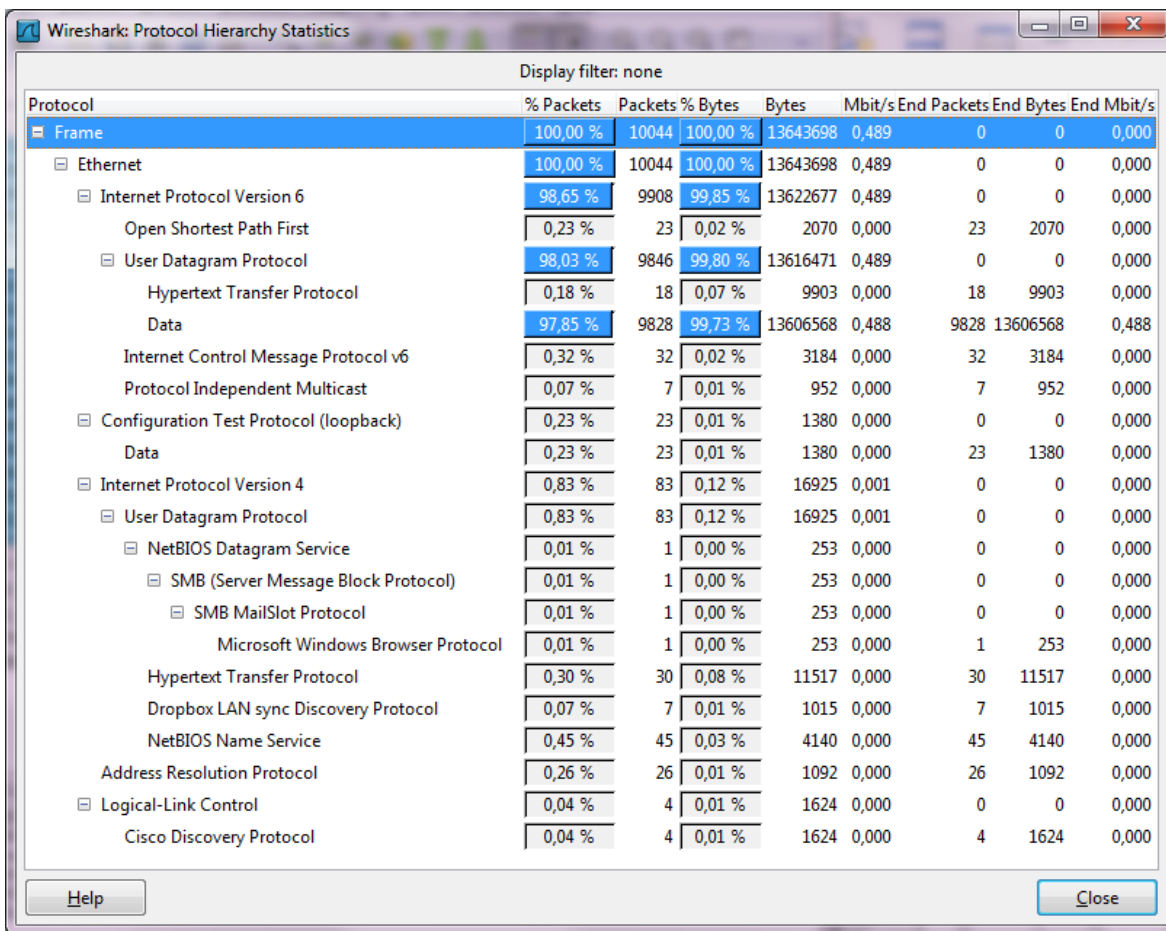 Wireshark: Protocol Hierarchy Statistics
Display filter: none
Protocol % Packets Packets % Bytes Bytes Mbit/s End Packets End Bytes End Mbit/s
Frame 100,00 % 10044 100,00 % 13643698 0,489 0 0 0,000
Ethernet 100,00 % 10044 100,00 % 13643698 0,489 0 0 0,000
Internet Protocol Version 6 98,65 % 9908 99,85 % 13622677 0,489 0 0 0,000
Open Shortest Path First 0,23 % 23 0,02 % 2070 0,000 23 2070 0,000
User Datagram Protocol 98,03 % 9846 99,80 % 13616471 0,489 0 0 0,000
Hypertext Transfer Protocol 0,18 % 18 0,07 % 9903 0,000 18 9903 0,000
Data 97,85 % 9828 99,73 % 13606568 0,488 9828 13606568 0,488
Internet Control Message Protocol v6 0,32 % 32 0,02 % 3184 0,000 32 3184 0,000
Protocol Independent Multicast 0,07 % 7 0,01 % 952 0,000 7 952 0,000
Configuration Test Protocol (loopback) 0,23 % 23 0,01 % 1380 0,000 0 0 0,000
Data 0,23 % 23 0,01 % 1380 0,000 23 1380 0,000
Internet Protocol Version 4 0,83 % 83 0,12 % 16925 0,001 0 0 0,000
User Datagram Protocol 0,83 % 83 0,12 % 16925 0,001 0 0 0,000
NetBIOS Datagram Service 0,01 % 1 0,00 % 253 0,000 0 0 0,000
SMB (Server Message Block Protocol) 0,01 % 1 0,00 % 253 0,000 0 0 0,000
SMB MailSlot Protocol 0,01 % 1 0,00 % 253 0,000 0 0 0,000
Microsoft Windows Browser Protocol 0,01 % 1 0,00 % 253 0,000 1 253 0,000
Hypertext Transfer Protocol 0,30 % 30 0,08 % 11517 0,000 30 11517 0,000
Dropbox LAN sync Discovery Protocol 0,07 % 7 0,01 % 1015 0,000 7 1015 0,000
NetBIOS Name Service 0,45 % 45 0,03 % 4140 0,000 45 4140 0,000
Address Resolution Protocol 0,26 % 26 0,01 % 1092 0,000 26 1092 0,000
Logical-Link Control 0,04 % 4 0,01 % 1624 0,000 0 0 0,000
Cisco Discovery Protocol 0,04 % 4 0,01 % 1624 0,000 4 1624 0,000
Help Close